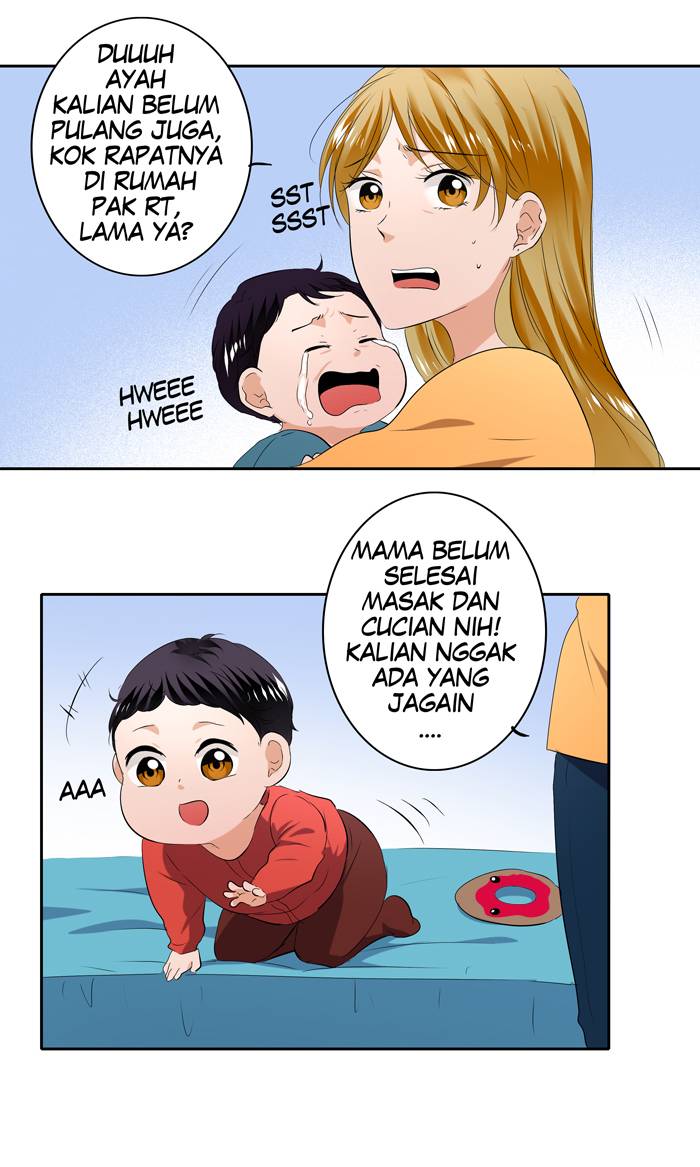 DUUUH
AYAH
KALIAN BELUM
PULANG JUGA,
KOK RAPATNYA
DI RUMAH
PAK RT,
LAMA YA?
SST
SSST
HWEEE
HWEEE
MAMA BELUM
SELESAI
MASAK DAN
CUCIAN NIH!
KALIAN NGGAK
ADA YANG
JAGAIN
....
AAA